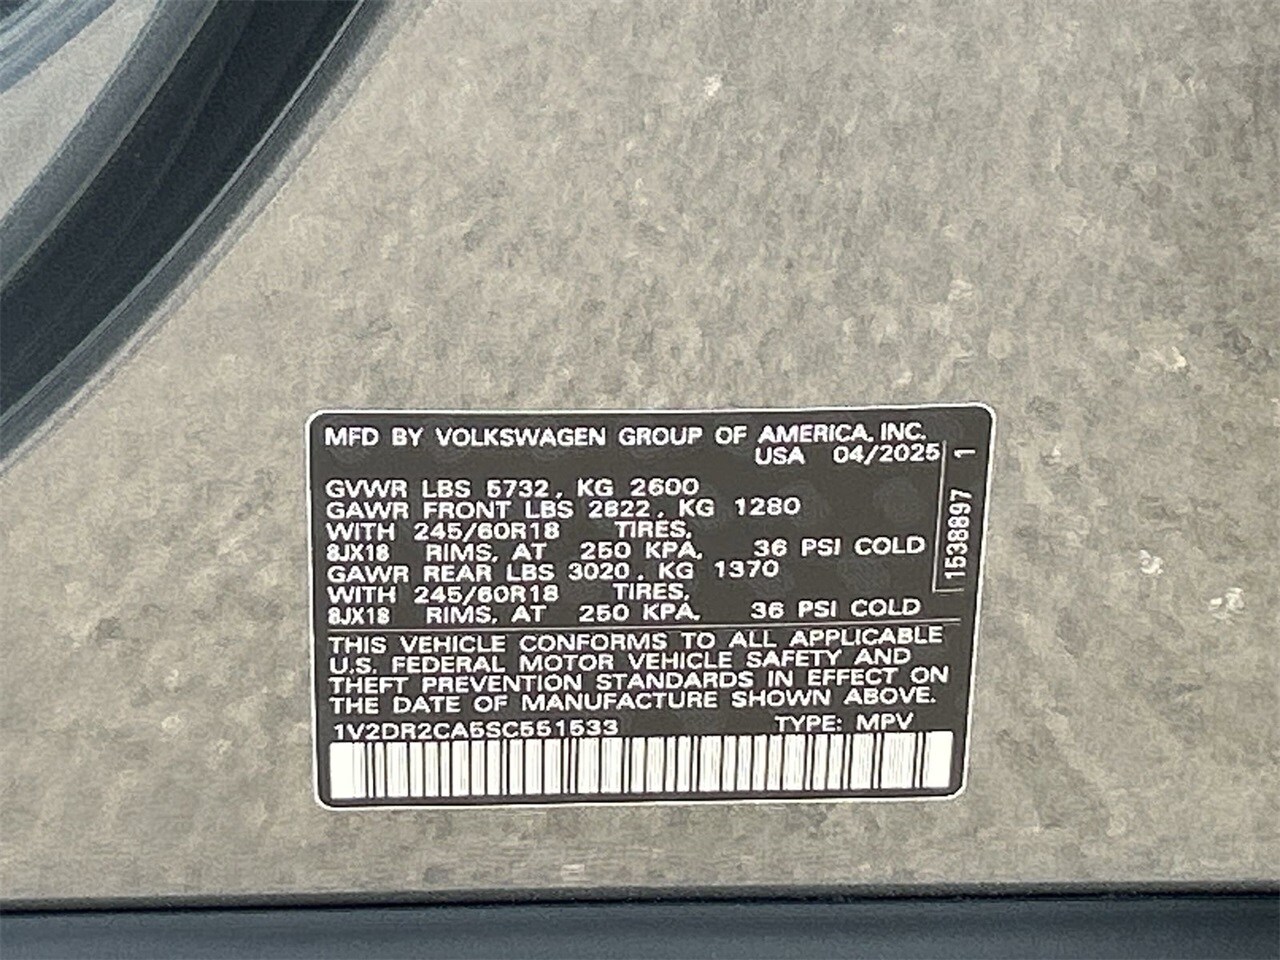 MFD BY VOLKSWAGEN GROUP OF AMERICA, INC.
USA 04/2025
GVWR LBS 5732, KG 2600
GAWR FRONT LBS 2822, KG 1280
WITH 245/60R18 TIRES,
8JX18 RIMS, AT 250 KPA, 36 PSI COLD
GAWR REAR LBS 3020, KG 1370
WITH 245/60R18 TIRES,
8JX18 RIMS, AT 250 KPA, 36 PSI COLD
THIS VEHICLE CONFORMS TO ALL APPLICABLE
U.S. FEDERAL MOTOR VEHICLE SAFETY AND
THEFT PREVENTION STANDARDS IN EFFECT ON
THE DATE OF MANUFACTURE SHOWN ABOVE.
1V2DR2CA5SC551533 TYPE: MPV
1538897 1